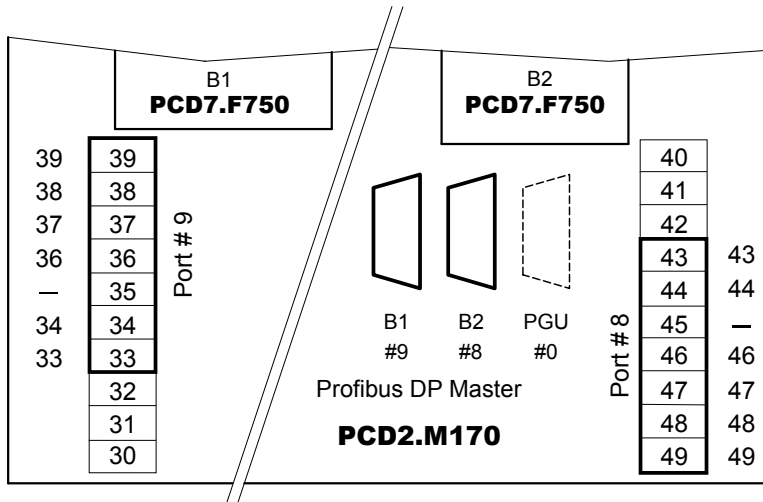 B1
PCD7.F750
B2
PCD7.F750
39 39
38 38
37 37
36 36
— 35
34 34
33 33
32
31
30
Port # 9
B1 B2 PGU
#9 #8 #0
Profibus DP Master
PCD2.M170
Port # 8
40
41
42
43 43
44 44
45 —
46 46
47 47
48 48
49 49